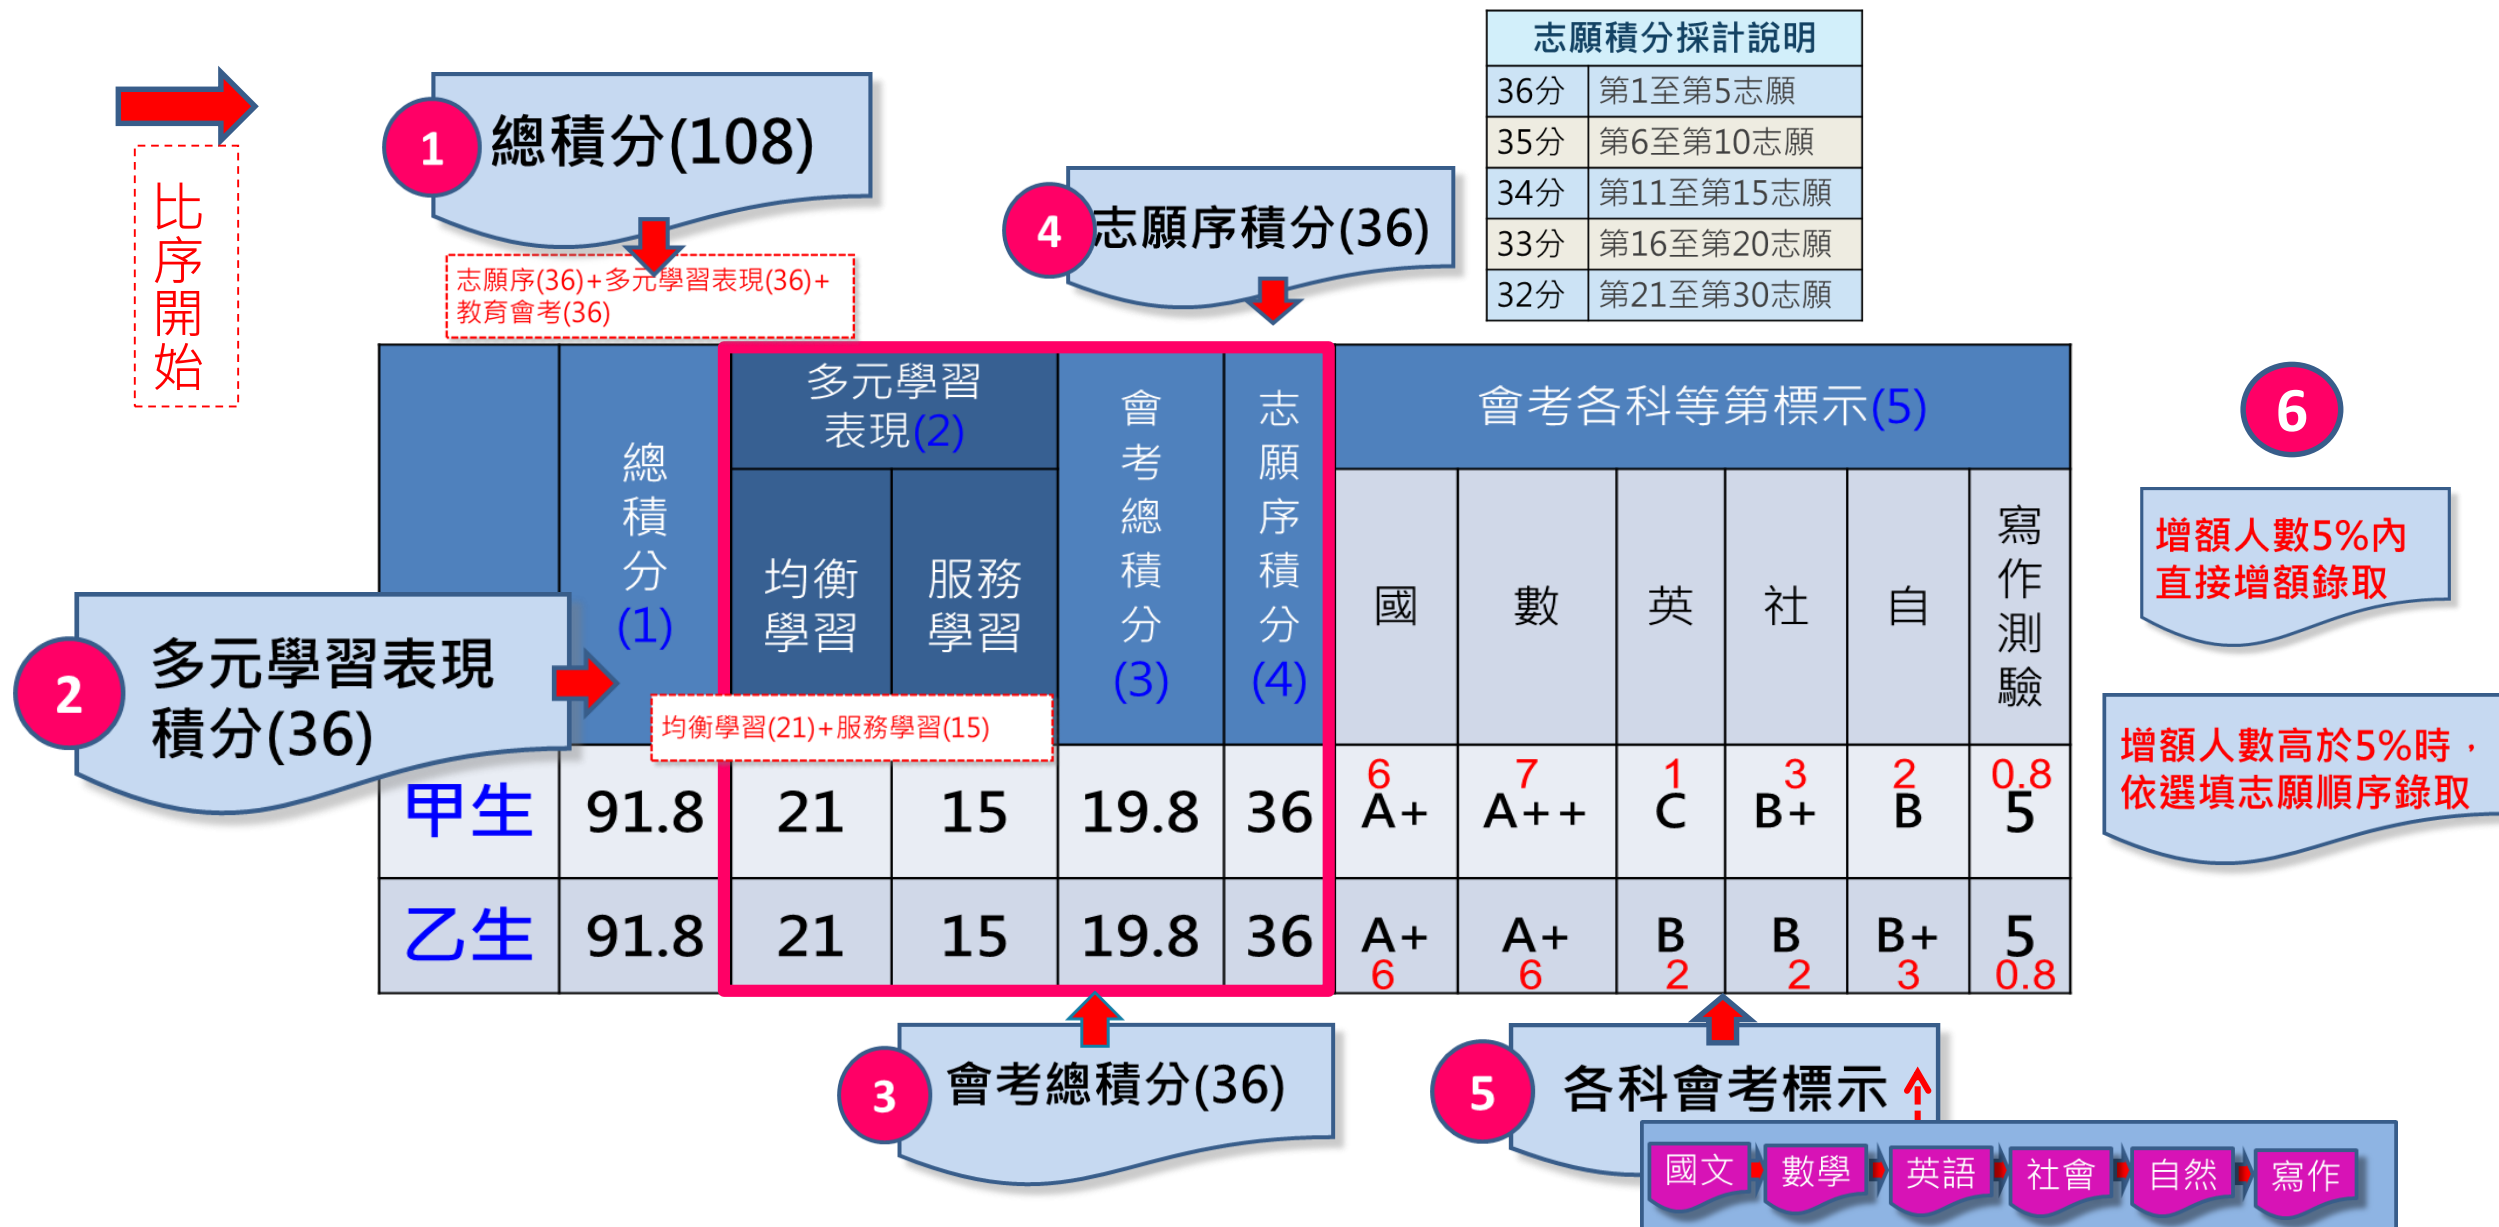 志願積分採計說明
36分 第1至第5志願
35分 第6至第10志願
34分 第11至第15志願
33分 第16至第20志願
32分 第21至第30志願
比序開始
1 總積分(108)
志願序(36)+多元學習表現(36)+
教育會考(36)
4 志願序積分(36)
總積分(1)
多元學習
表現(2)
均衡
學習
服務
學習
會考總積分(3)
志願序積分(4)
會考各科等第標示(5)
國 數 英 社 自 寫作測驗
2 多元學習表現
積分(36)
均衡學習(21)+服務學習(15)
6 7 1 3 2 0.8
甲生 91.8 21 15 19.8 36 A+ A++ C B+ B 5
乙生 91.8 21 15 19.8 36 A+ A+ B B B+ 5
6 6 2 2 3 0.8
6
增額人數5%內
直接增額錄取
增額人數高於5%時，
依選填志願順序錄取
3 會考總積分(36)
5 各科會考標示
國文 數學 英語 社會 自然 寫作